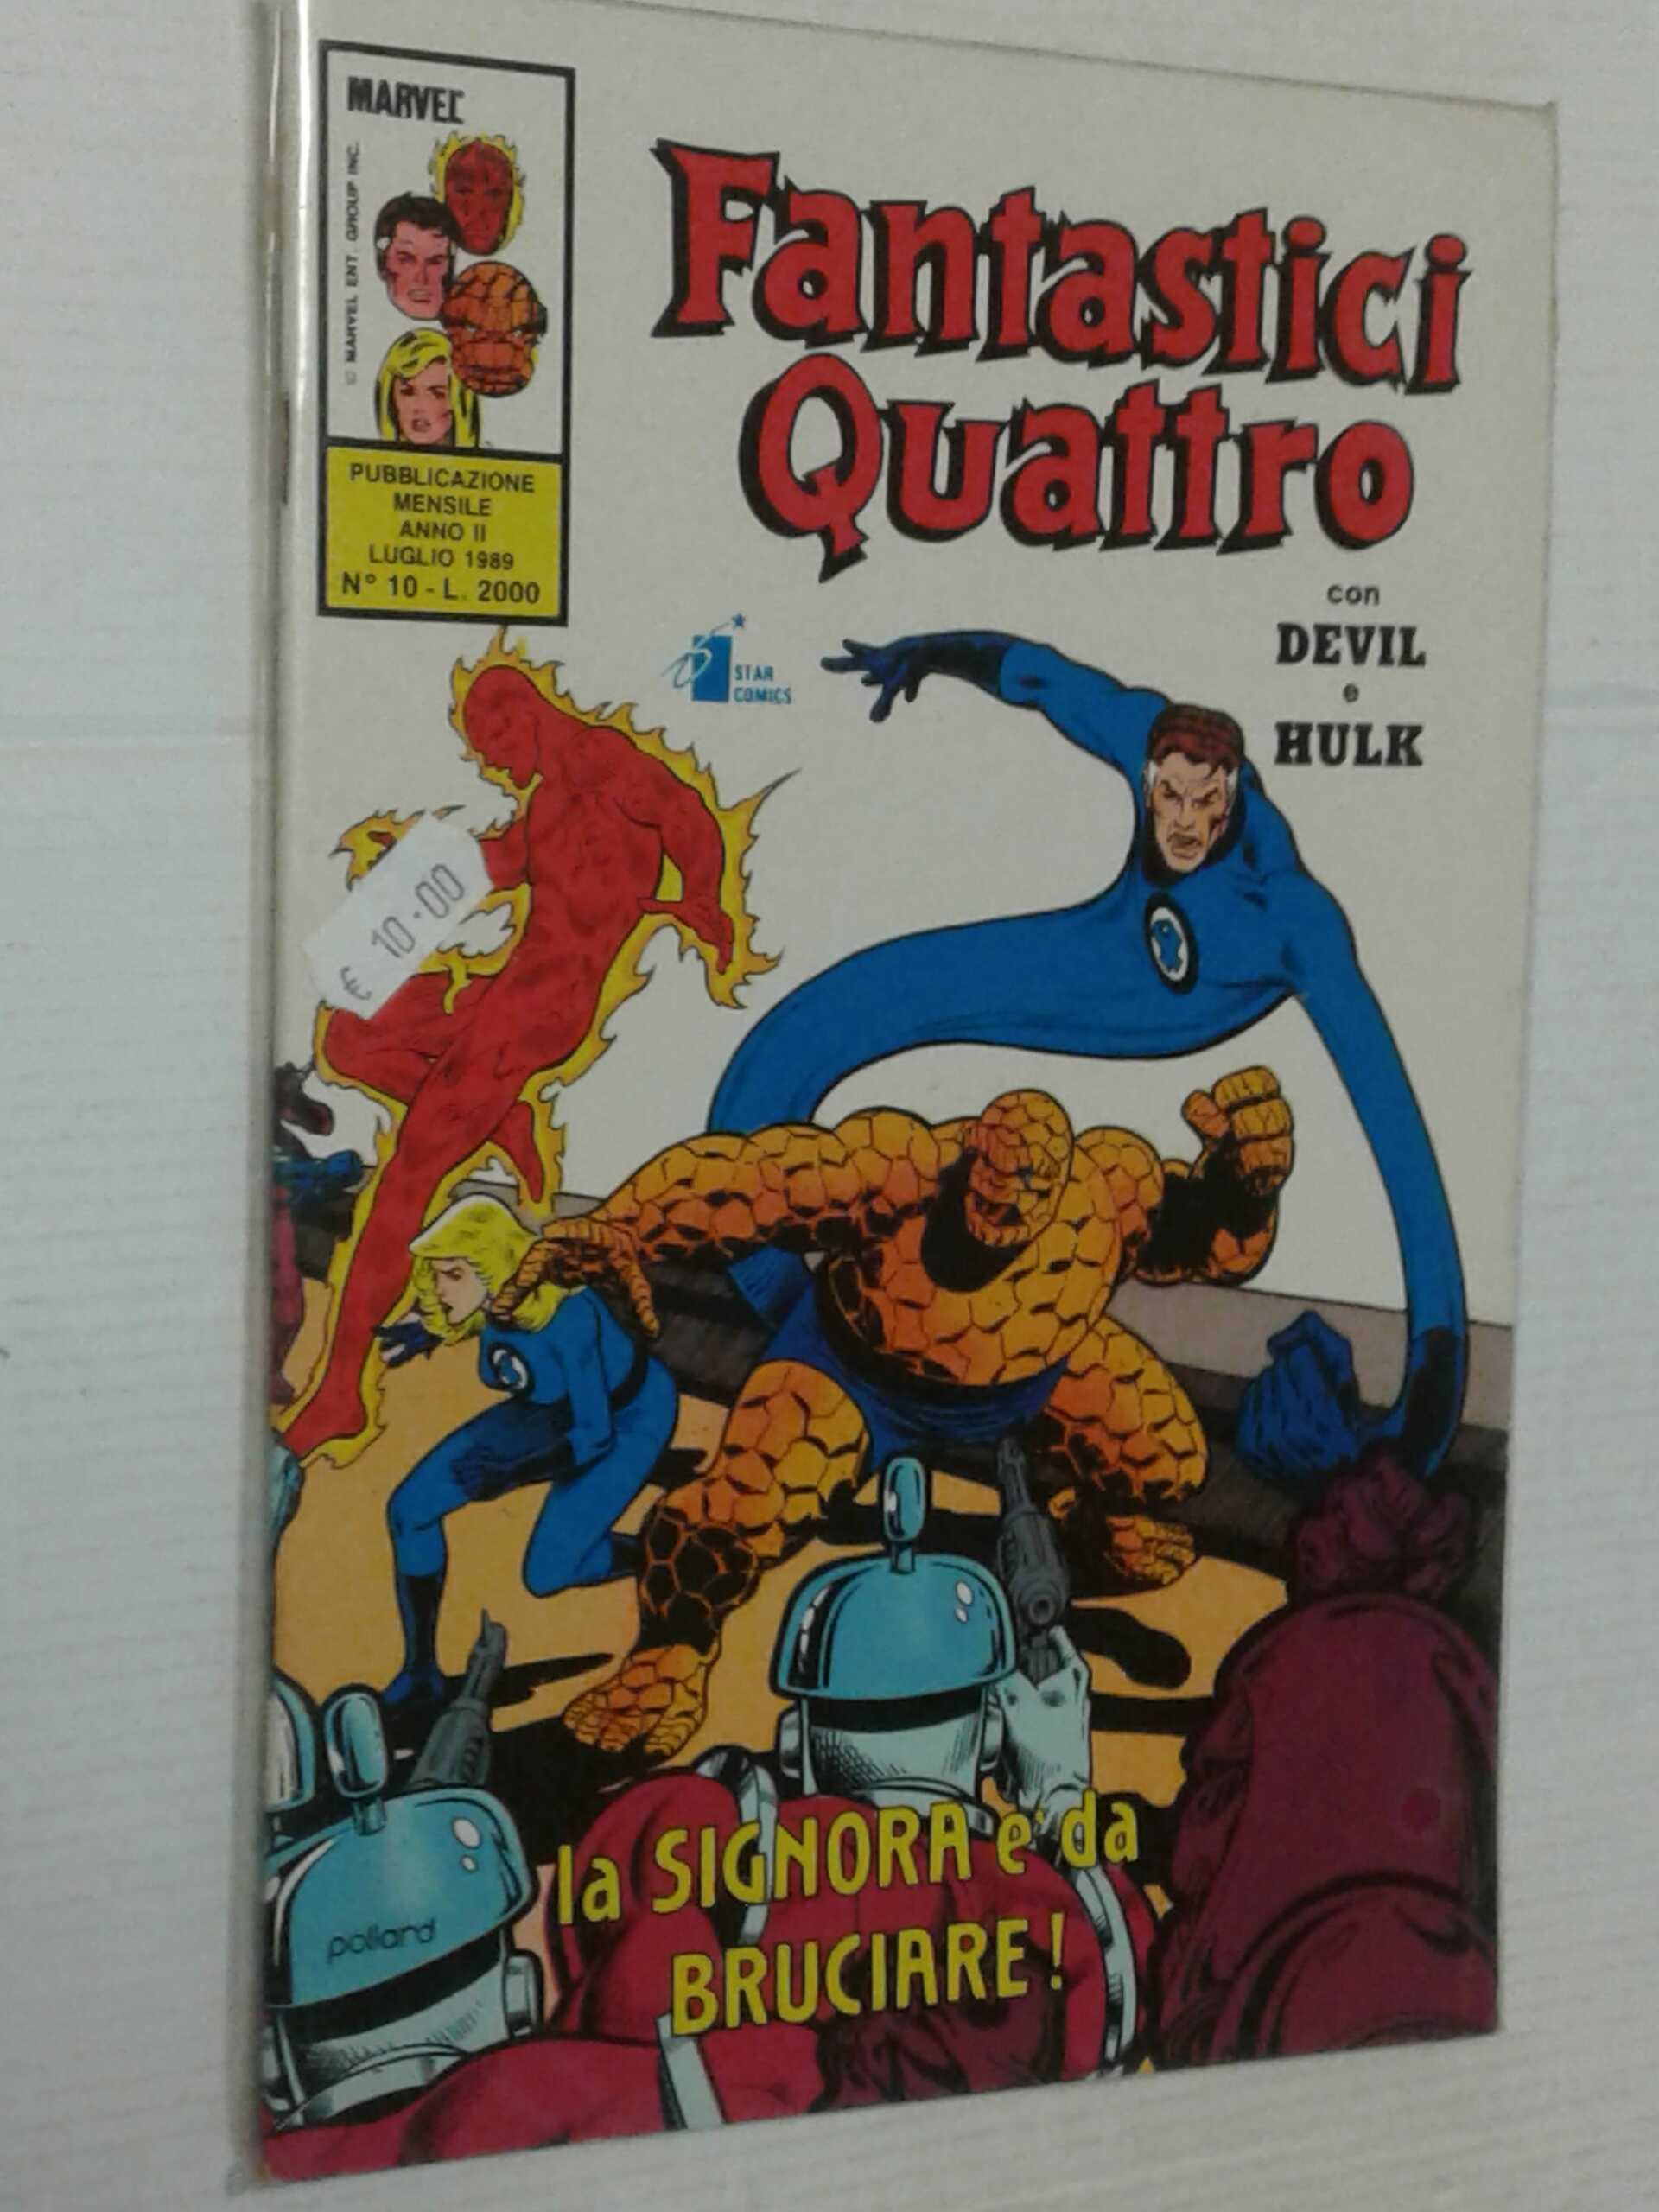 MARVEL
© MARVEL ENT. GROUP INC.
PUBBLICAZIONE
MENSILE
ANNO II
LUGLIO 1989
N° 10 - L. 2000
Fantastici
Quattro
con
DEVIL
e
HULK
STAR
COMICS
€ 10.00
la SIGNORA e' da
BRUCIARE!
pollard